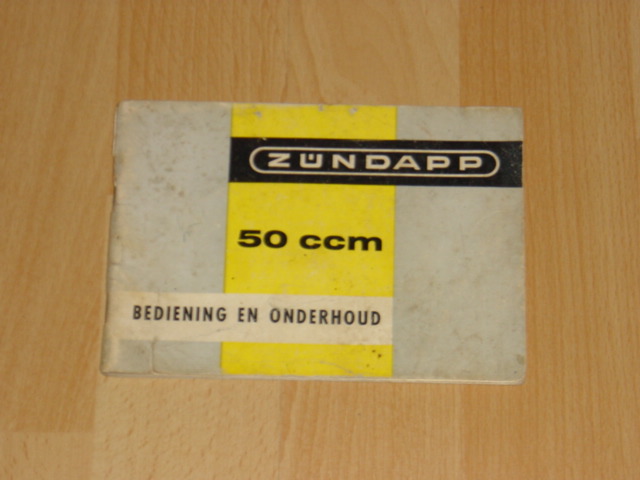 ZÜNDAPP
50 ccm
BEDIENING EN ONDERHOUD